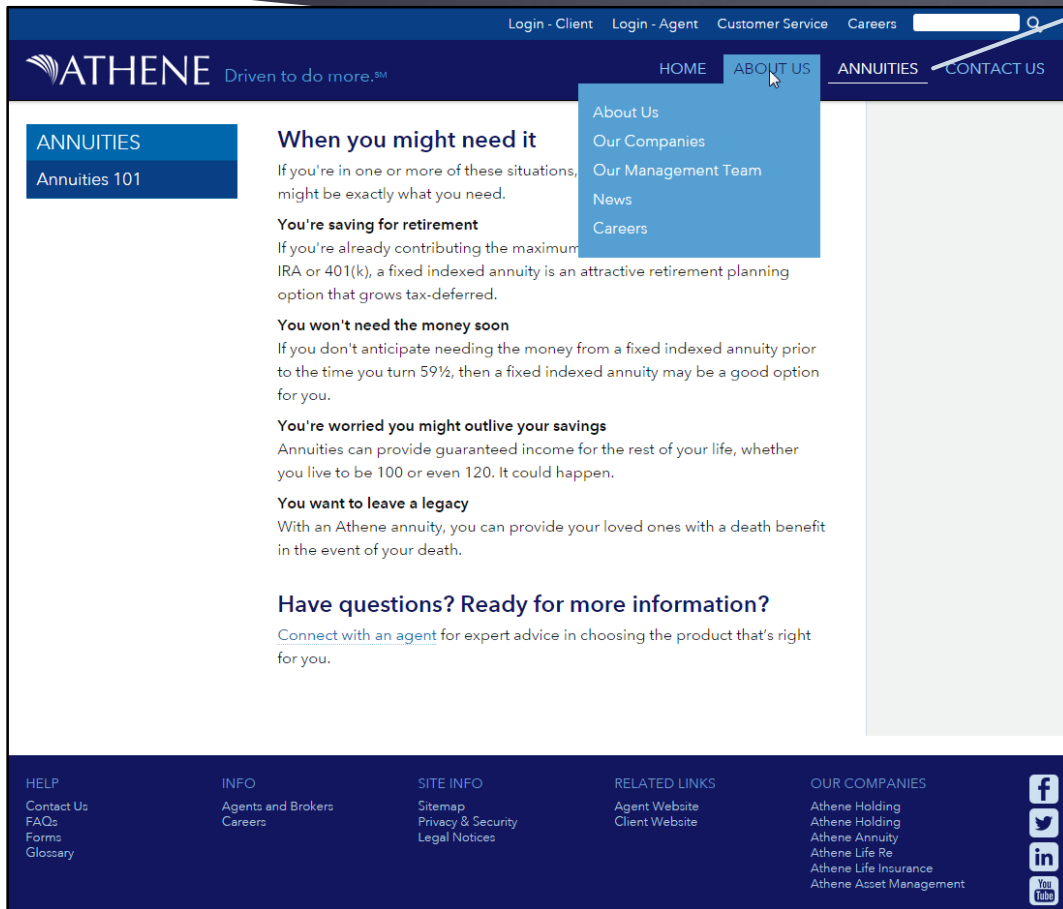 Login - Client Login - Agent Customer Service Careers
ATHENE Driven to do more.℠
HOME ABOUT US ANNUITIES CONTACT US
About Us
Our Companies
Our Management Team
News
Careers
ANNUITIES
Annuities 101
When you might need it
If you're in one or more of these situations,
might be exactly what you need.
You're saving for retirement
If you're already contributing the maximum
IRA or 401(k), a fixed indexed annuity is an attractive retirement planning
option that grows tax-deferred.
You won't need the money soon
If you don't anticipate needing the money from a fixed indexed annuity prior
to the time you turn 59½, then a fixed indexed annuity may be a good option
for you.
You're worried you might outlive your savings
Annuities can provide guaranteed income for the rest of your life, whether
you live to be 100 or even 120. It could happen.
You want to leave a legacy
With an Athene annuity, you can provide your loved ones with a death benefit
in the event of your death.
Have questions? Ready for more information?
Connect with an agent for expert advice in choosing the product that's right
for you.
HELP
Contact Us
FAQs
Forms
Glossary
INFO
Agents and Brokers
Careers
SITE INFO
Sitemap
Privacy & Security
Legal Notices
RELATED LINKS
Agent Website
Client Website
OUR COMPANIES
Athene Holding
Athene Holding
Athene Annuity
Athene Life Re
Athene Life Insurance
Athene Asset Management
f
in
You
Tube